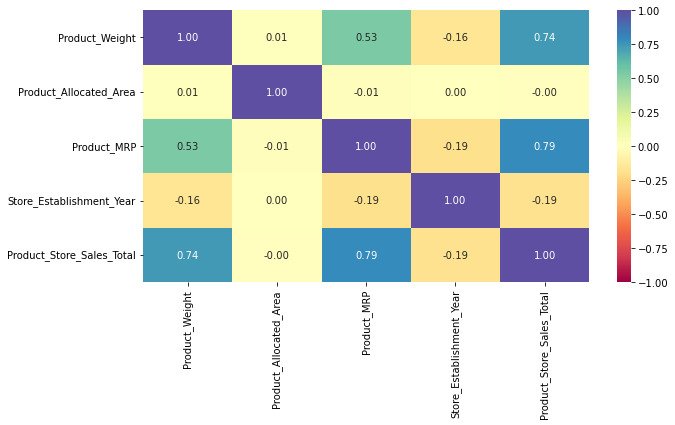 Product_Weight 1.00 0.01 0.53 -0.16 0.74
Product_Allocated_Area 0.01 1.00 -0.01 0.00 -0.00
Product_MRP 0.53 -0.01 1.00 -0.19 0.79
Store_Establishment_Year -0.16 0.00 -0.19 1.00 -0.19
Product_Store_Sales_Total 0.74 -0.00 0.79 -0.19 1.00
Product_Weight
Product_Allocated_Area
Product_MRP
Store_Establishment_Year
Product_Store_Sales_Total
1.00
0.75
0.50
0.25
0.00
−0.25
−0.50
−0.75
−1.00